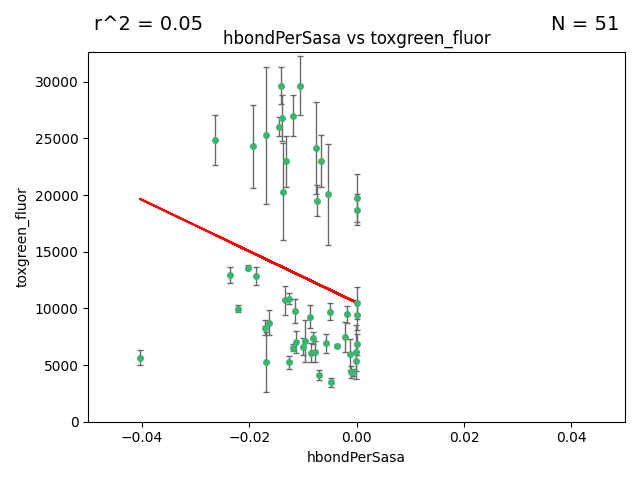 r^2 = 0.05
N = 51
hbondPerSasa vs toxgreen_fluor
30000
25000
20000
15000
10000
5000
0
toxgreen_fluor
−0.04
−0.02
0.00
0.02
0.04
hbondPerSasa